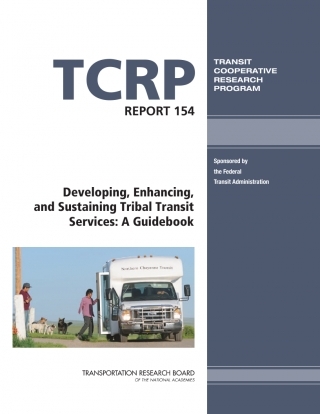 TCRP
REPORT 154
TRANSIT
COOPERATIVE
RESEARCH
PROGRAM
Sponsored by
the Federal
Transit Administration
Developing, Enhancing,
and Sustaining Tribal Transit
Services: A Guidebook
TRANSPORTATION RESEARCH BOARD
OF THE NATIONAL ACADEMIES